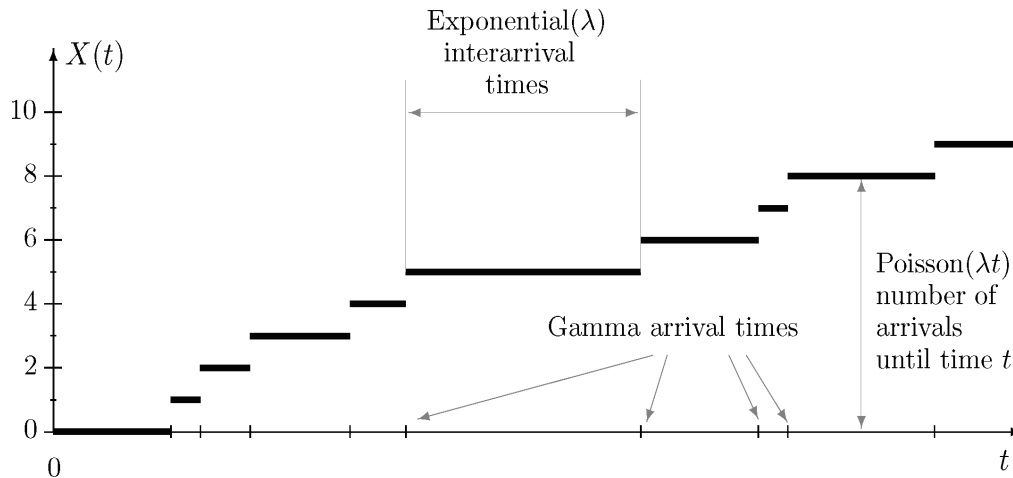 Exponential(λ)
interarrival
times
X(t)
10
8
6
4
2
0
Gamma arrival times
Poisson(λt)
number of
arrivals
until time t
0
t